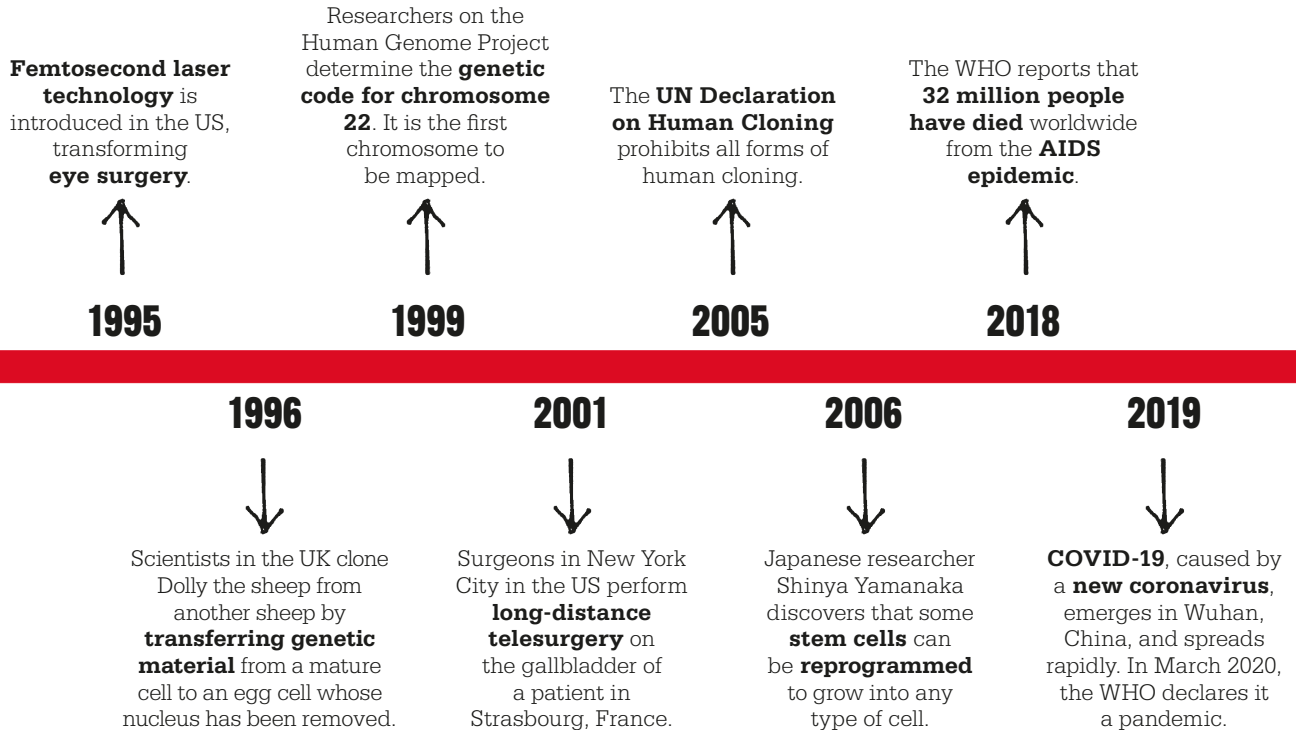 Femtosecond laser
technology is
introduced in the US,
transforming
eye surgery.
1995
Researchers on the
Human Genome Project
determine the genetic
code for chromosome
22. It is the first
chromosome to
be mapped.
1999
The UN Declaration
on Human Cloning
prohibits all forms of
human cloning.
2005
The WHO reports that
32 million people
have died worldwide
from the AIDS
epidemic.
2018
1996
Scientists in the UK clone
Dolly the sheep from
another sheep by
transferring genetic
material from a mature
cell to an egg cell whose
nucleus has been removed.
2001
Surgeons in New York
City in the US perform
long-distance
telesurgery on
the gallbladder of
a patient in
Strasbourg, France.
2006
Japanese researcher
Shinya Yamanaka
discovers that some
stem cells can
be reprogrammed
to grow into any
type of cell.
2019
COVID-19, caused by
a new coronavirus,
emerges in Wuhan,
China, and spreads
rapidly. In March 2020,
the WHO declares it
a pandemic.